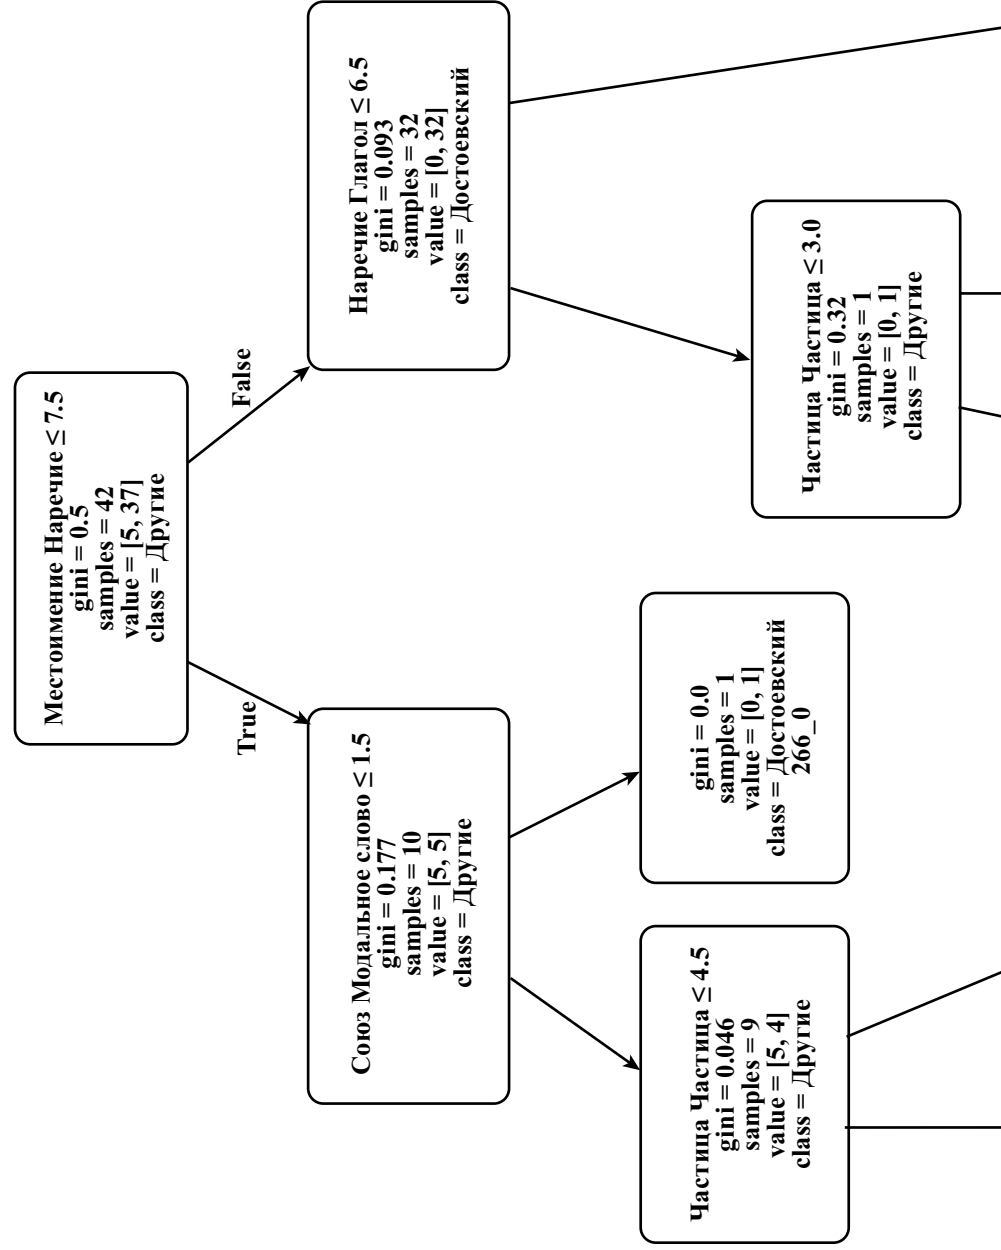 Местоимение Наречие ≤ 7.5
gini = 0.5
samples = 42
value = [5, 37]
class = Другие
True
False
Союз Модальное слово ≤ 1.5
gini = 0.177
samples = 10
value = [5, 5]
class = Другие
Наречие Глагол ≤ 6.5
gini = 0.093
samples = 32
value = [0, 32]
class = Достоевский
Частица Частица ≤ 4.5
gini = 0.046
samples = 9
value = [5, 4]
class = Другие
gini = 0.0
samples = 1
value = [0, 1]
class = Достоевский
266_0
Частица Частица ≤ 3.0
gini = 0.32
samples = 1
value = [0, 1]
class = Другие